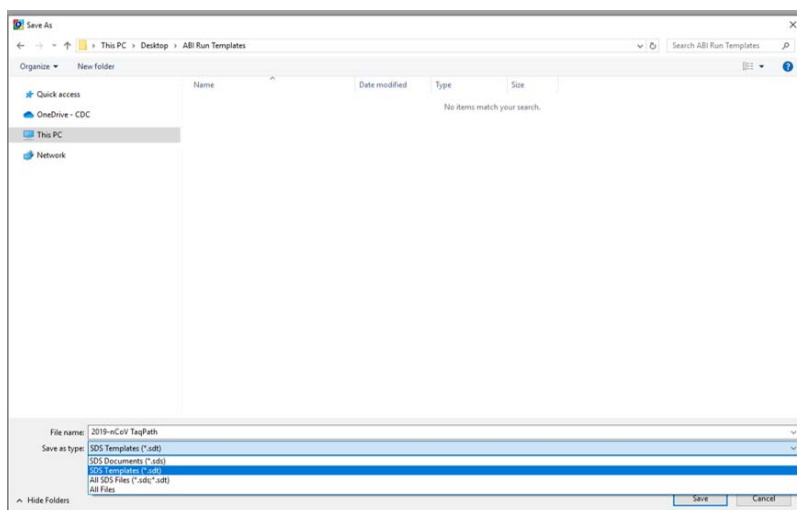 Save As
This PC > Desktop > ABI Run Templates
Search ABI Run Templates
Organize
New folder
Name
Date modified
Type
Size
No items match your search.
Quick access
OneDrive - CDC
This PC
Network
File name: 2019-nCoV TaqPath
Save as type: SDS Templates (*.sdt)
SDS Documents (*.sds)
SDS Templates (*.sdt)
All SDS Files (*.sds;*.sdt)
All Files
Hide Folders
Save
Cancel